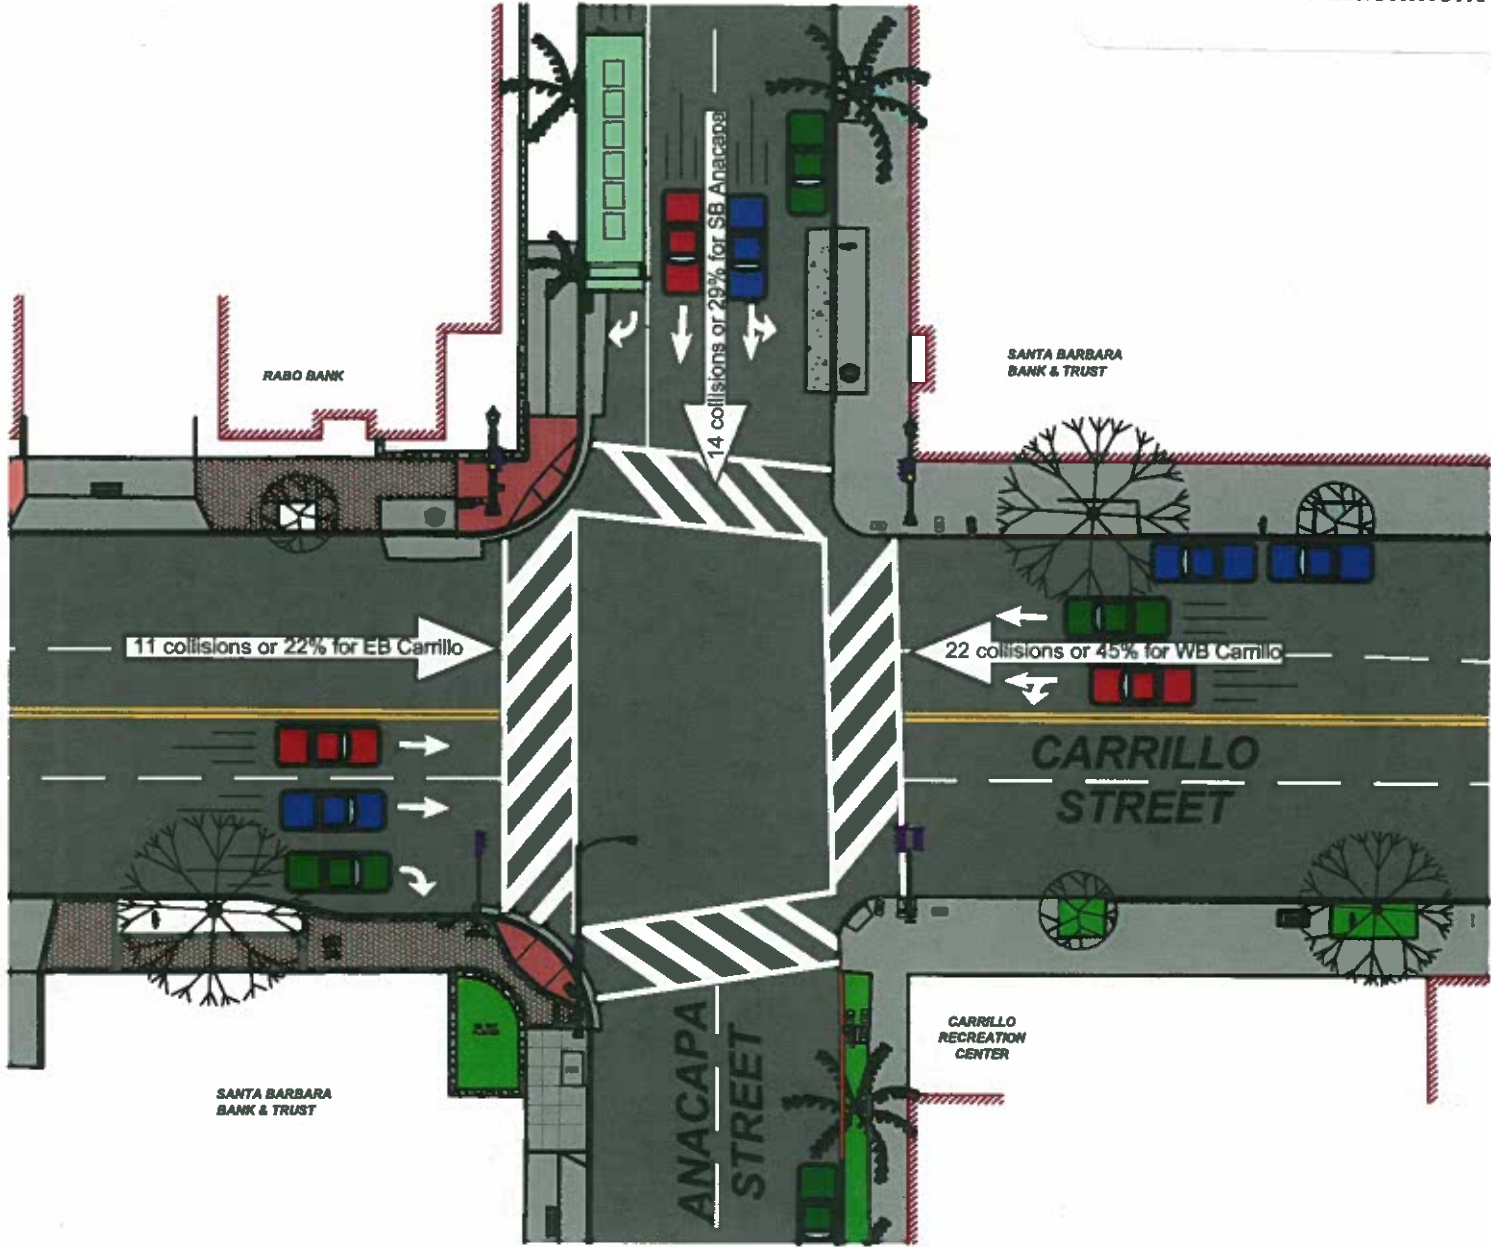 14 collisions or 29% for SB Anacapa
RABO BANK
SANTA BARBARA
BANK & TRUST
11 collisions or 22% for EB Carrillo
22 collisions or 45% for WB Carrillo
CARRILLO
STREET
ANACAPA
STREET
CARRILLO
RECREATION
CENTER
SANTA BARBARA
BANK & TRUST